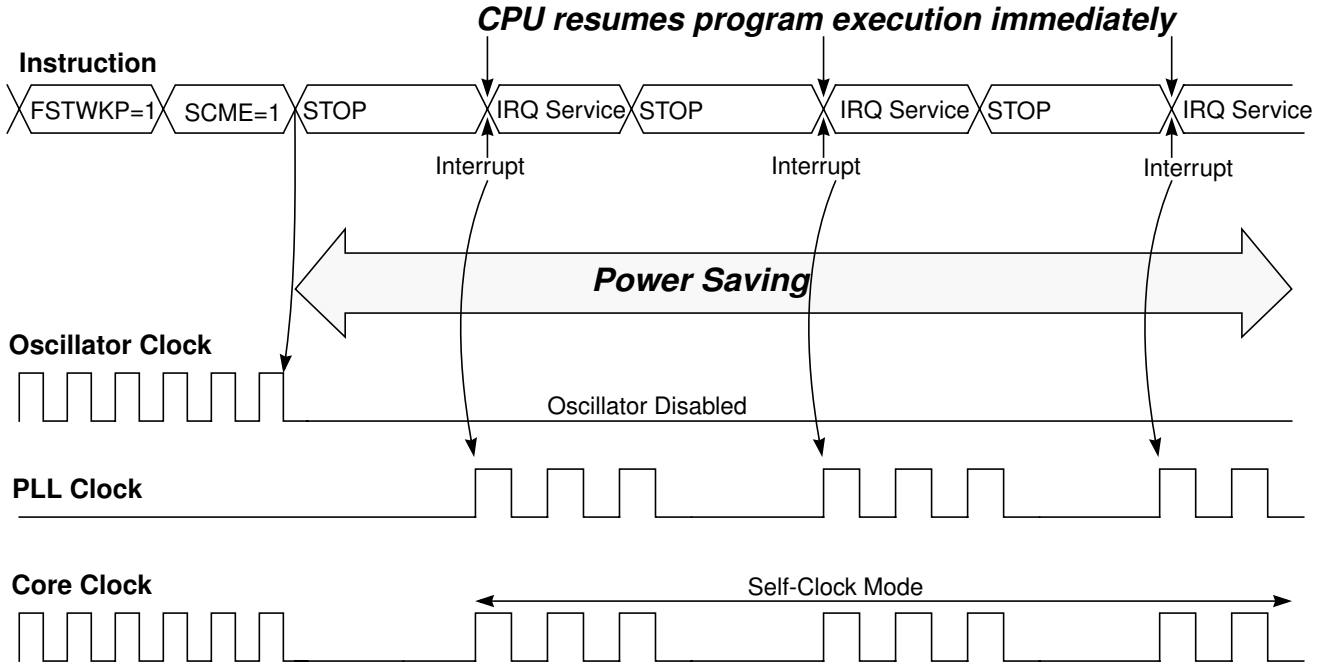 CPU resumes program execution immediately
Instruction
FSTWKP=1 SCME=1 STOP IRQ Service STOP IRQ Service STOP IRQ Service
Interrupt Interrupt Interrupt
Power Saving
Oscillator Clock
Oscillator Disabled
PLL Clock
Core Clock
Self-Clock Mode